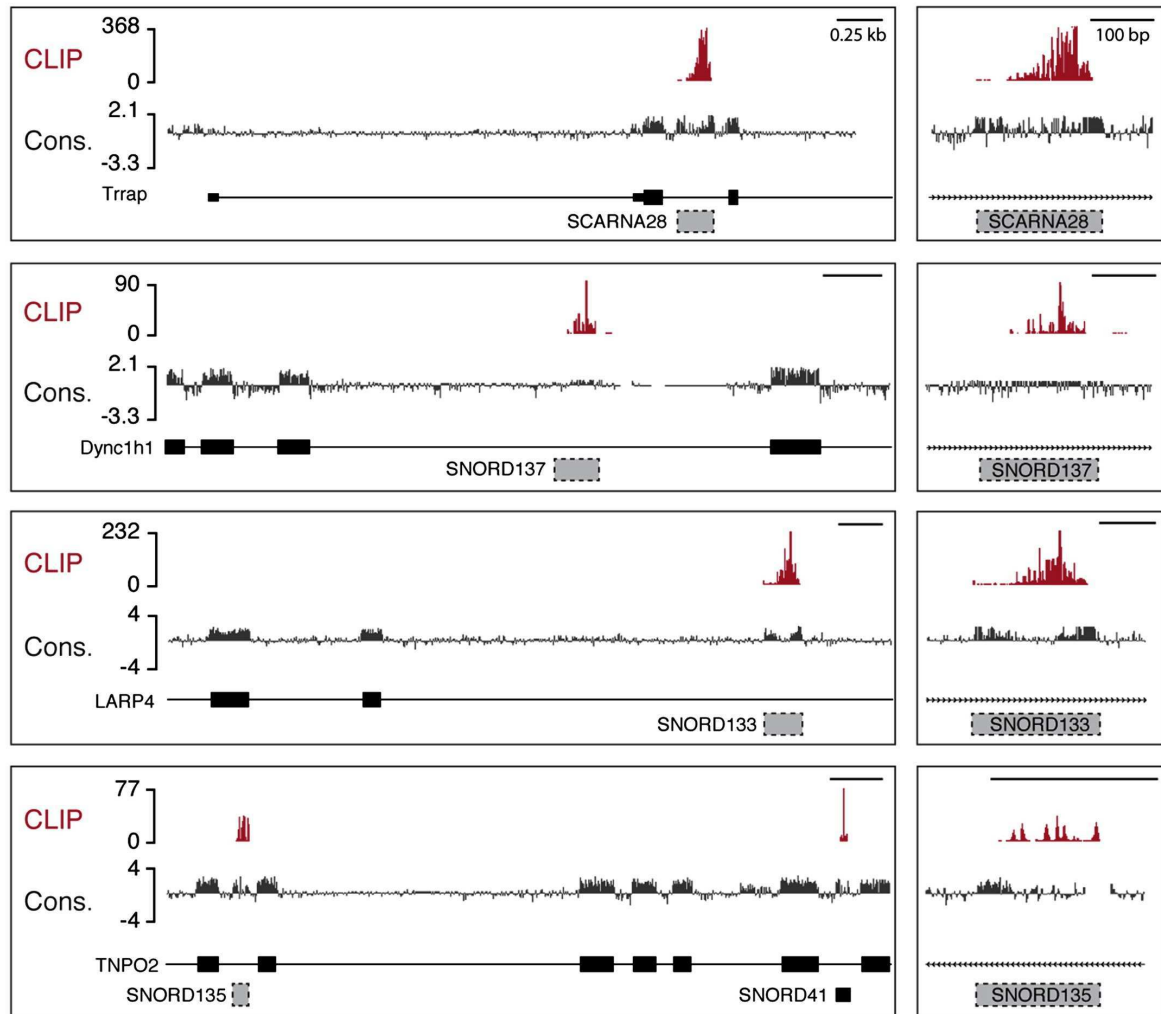 368
CLIP
0
0.25 kb
2.1
Cons.
-3.3
Trrap
SCARNA28
100 bp
SCARNA28
90
CLIP
0
2.1
Cons.
-3.3
Dync1h1
SNORD137
SNORD137
232
CLIP
0
4
Cons.
-4
LARP4
SNORD133
SNORD133
77
CLIP
0
4
Cons.
-4
TNPO2
SNORD135
SNORD41
SNORD135